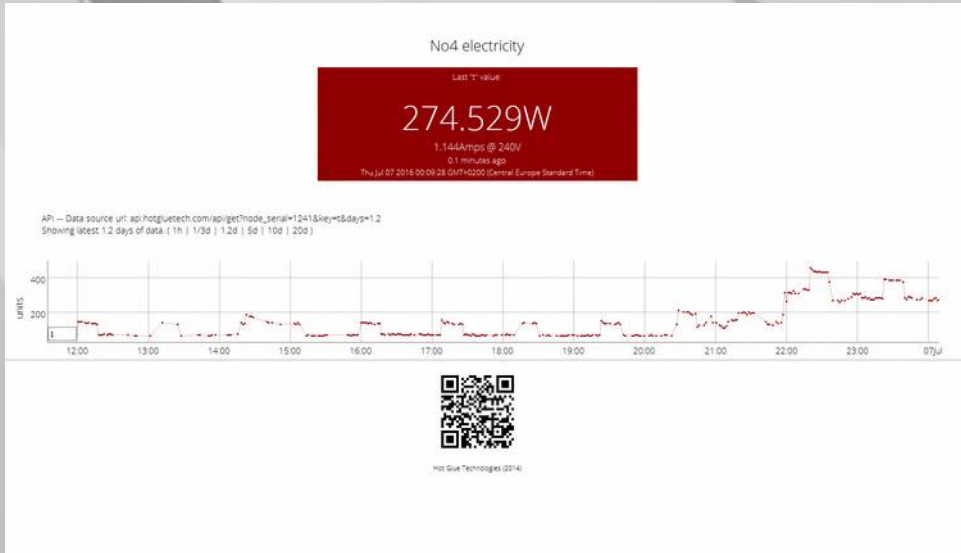 No4 electricity
Last "t" value:
274.529W
1.144Amps @ 240V
0.1 minutes ago
Thu Jul 07 2016 00:09:28 GMT+0200 (Central Europe Standard Time)
API -- Data source url: api.hotgluetech.com/api/get?node_serial=1241&key=t&days=1.2
Showing latest 1.2 days of data. ( 1h | 1/3d | 1.2d | 5d | 10d | 20d )
400
units
200
1
12:00 13:00 14:00 15:00 16:00 17:00 18:00 19:00 20:00 21:00 22:00 23:00 07Jul
Hot Glue Technologies (2014)